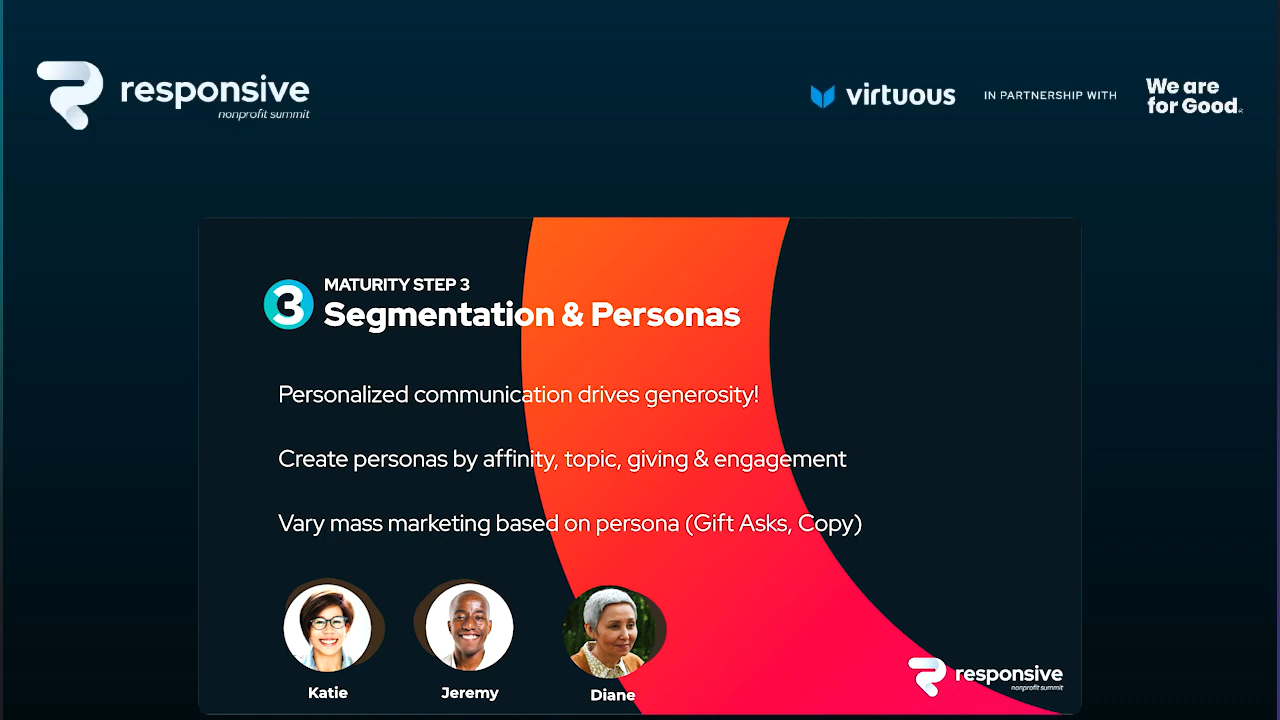 responsive
nonprofit summit
virtuous
IN PARTNERSHIP WITH
We are
for Good.
3
MATURITY STEP 3
Segmentation & Personas
Personalized communication drives generosity!
Create personas by affinity, topic, giving & engagement
Vary mass marketing based on persona (Gift Asks, Copy)
Katie
Jeremy
Diane
responsive
nonprofit summit